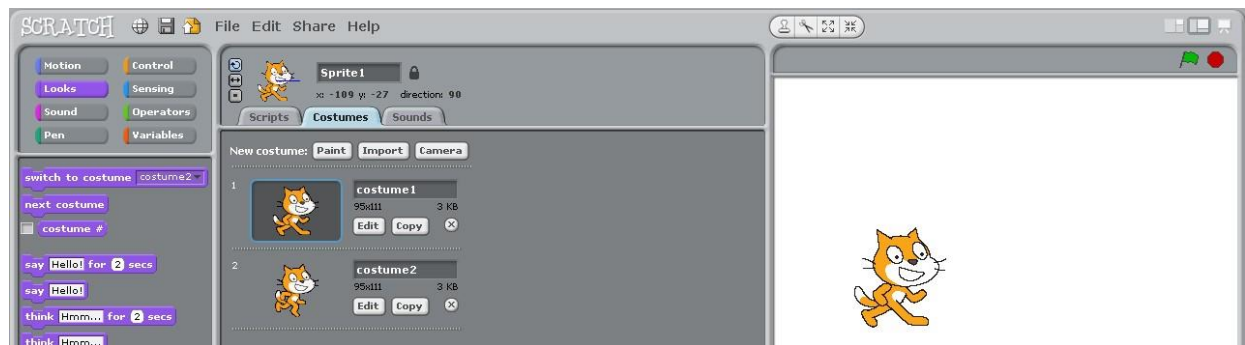 SCRATCH File Edit Share Help
Motion Control
Looks Sensing
Sound Operators
Pen Variables
switch to costume costume2
next costume
costume #
say Hello! for 2 secs
say Hello!
think Hmm... for 2 secs
think Hmm...
Sprite1
x: -109 y: -27 direction: 90
Scripts Costumes Sounds
New costume: Paint Import Camera
1 costume1
95x111 3 KB
Edit Copy
2 costume2
95x111 3 KB
Edit Copy